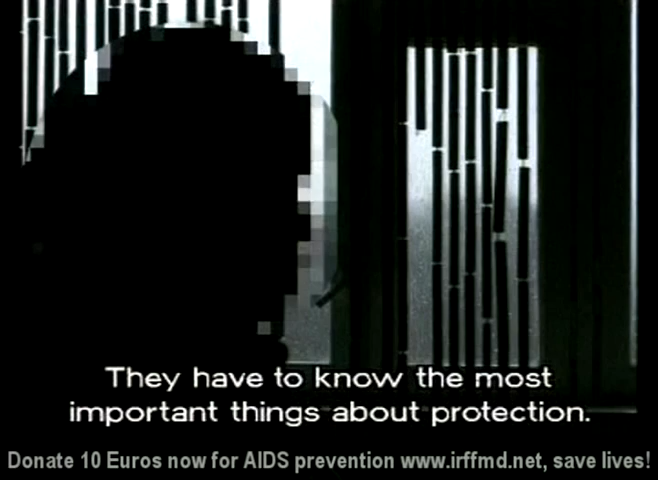 They have to know the most
important things about protection.
Donate 10 Euros now for AIDS prevention www.irffmd.net, save lives!